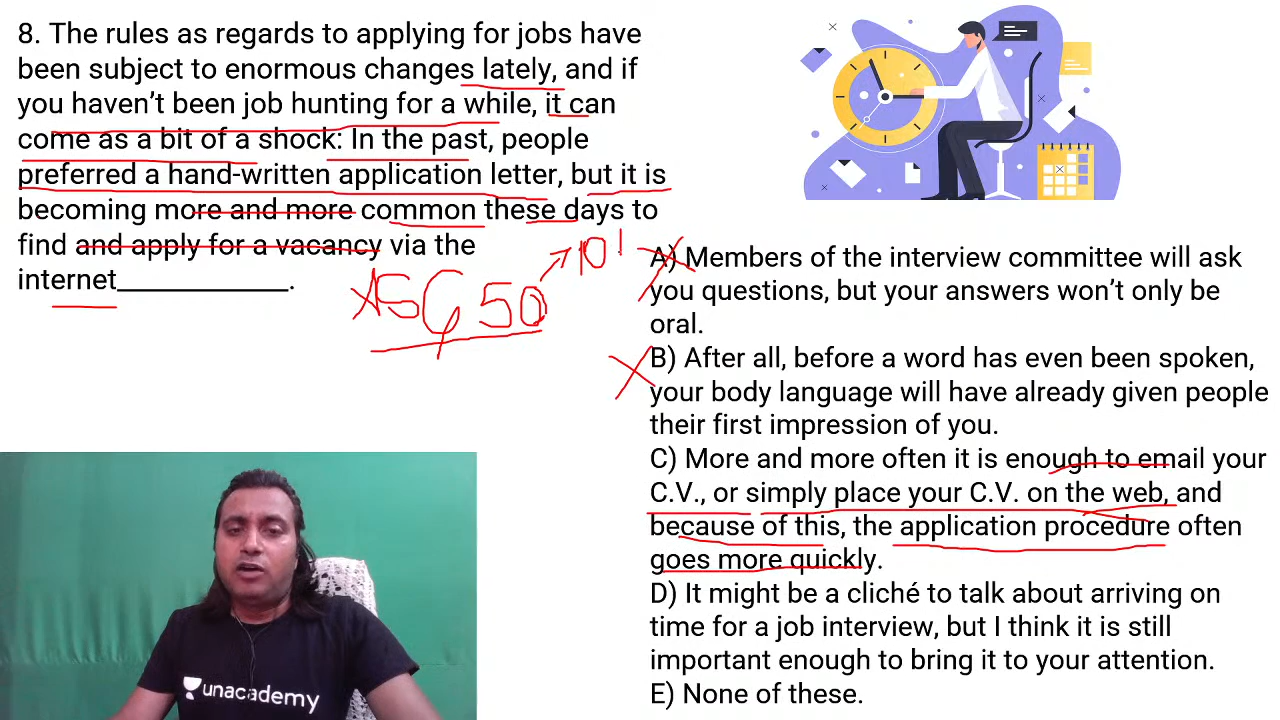 8. The rules as regards to applying for jobs have
been subject to enormous changes lately, and if
you haven't been job hunting for a while, it can
come as a bit of a shock: In the past, people
preferred a hand-written application letter, but it is
becoming more and more common these days to
find and apply for a vacancy via the
internet_____________.
10!
50
A) Members of the interview committee will ask
you questions, but your answers won't only be
oral.
B) After all, before a word has even been spoken,
your body language will have already given people
their first impression of you.
C) More and more often it is enough to email your
C.V., or simply place your C.V. on the web, and
because of this, the application procedure often
goes more quickly.
D) It might be a cliché to talk about arriving on
time for a job interview, but I think it is still
important enough to bring it to your attention.
E) None of these.
unacademy